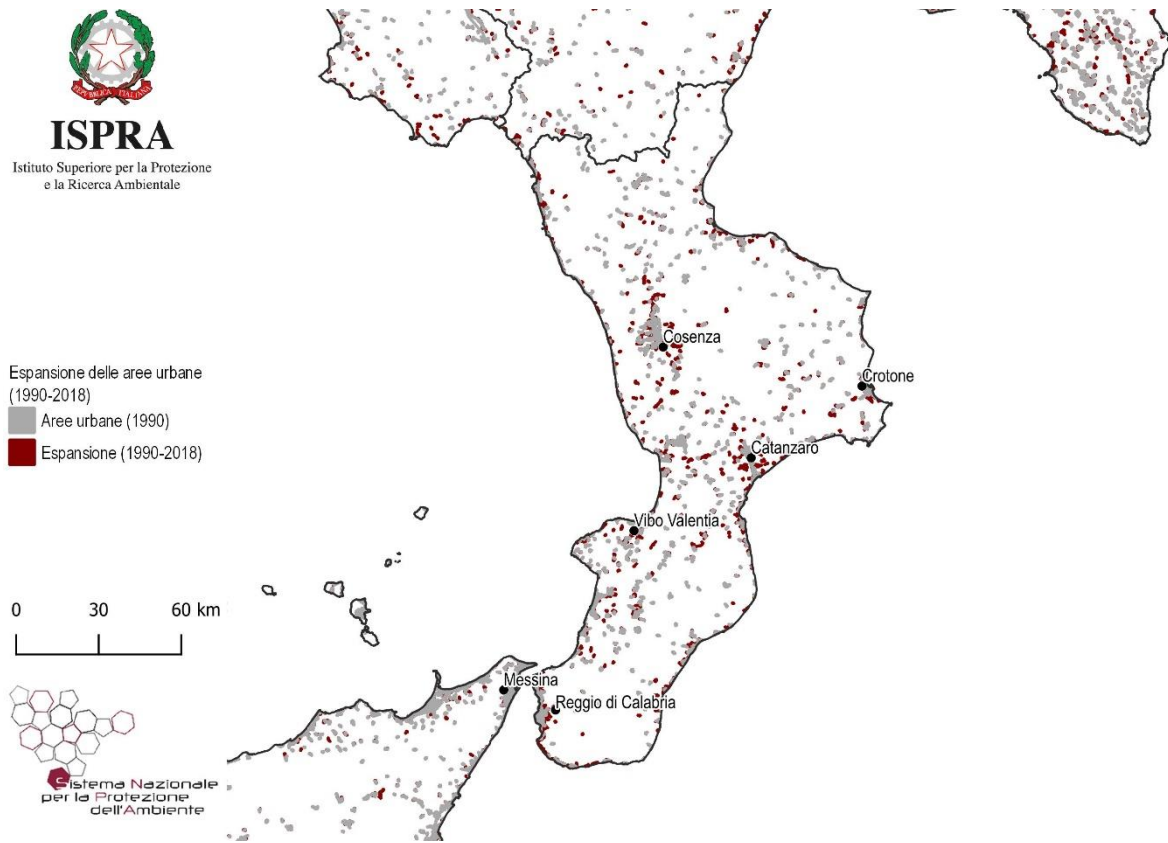 REPVBBLICA ITALIANA
ISPRA
Istituto Superiore per la Protezione
e la Ricerca Ambientale
Espansione delle aree urbane
(1990-2018)
Aree urbane (1990)
Espansione (1990-2018)
Cosenza
Crotone
Catanzaro
Vibo Valentia
0 30 60 km
Messina
Reggio di Calabria
Sistema Nazionale
per la Protezione
dell'Ambiente